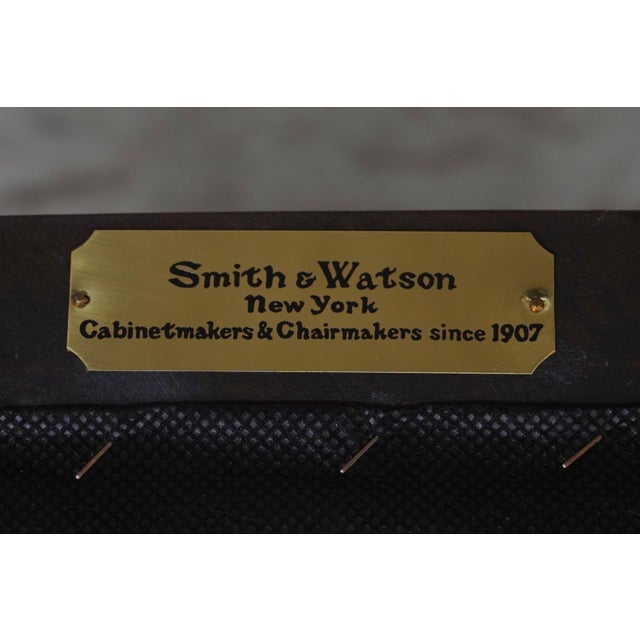 Smith & Watson
New York
Cabinetmakers & Chairmakers since 1907